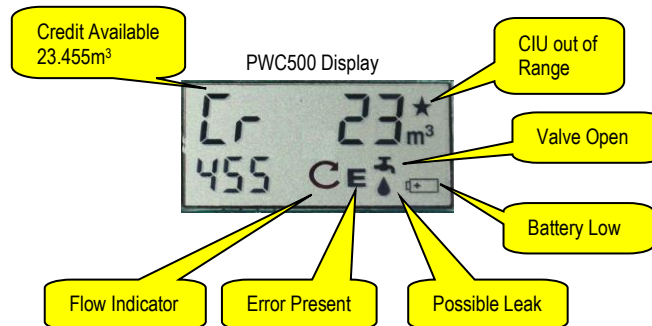 Credit Available
23.455m³
PWC500 Display
CIU out of
Range
Cr 23 m³
455 E
Valve Open
Battery Low
Flow Indicator
Error Present
Possible Leak